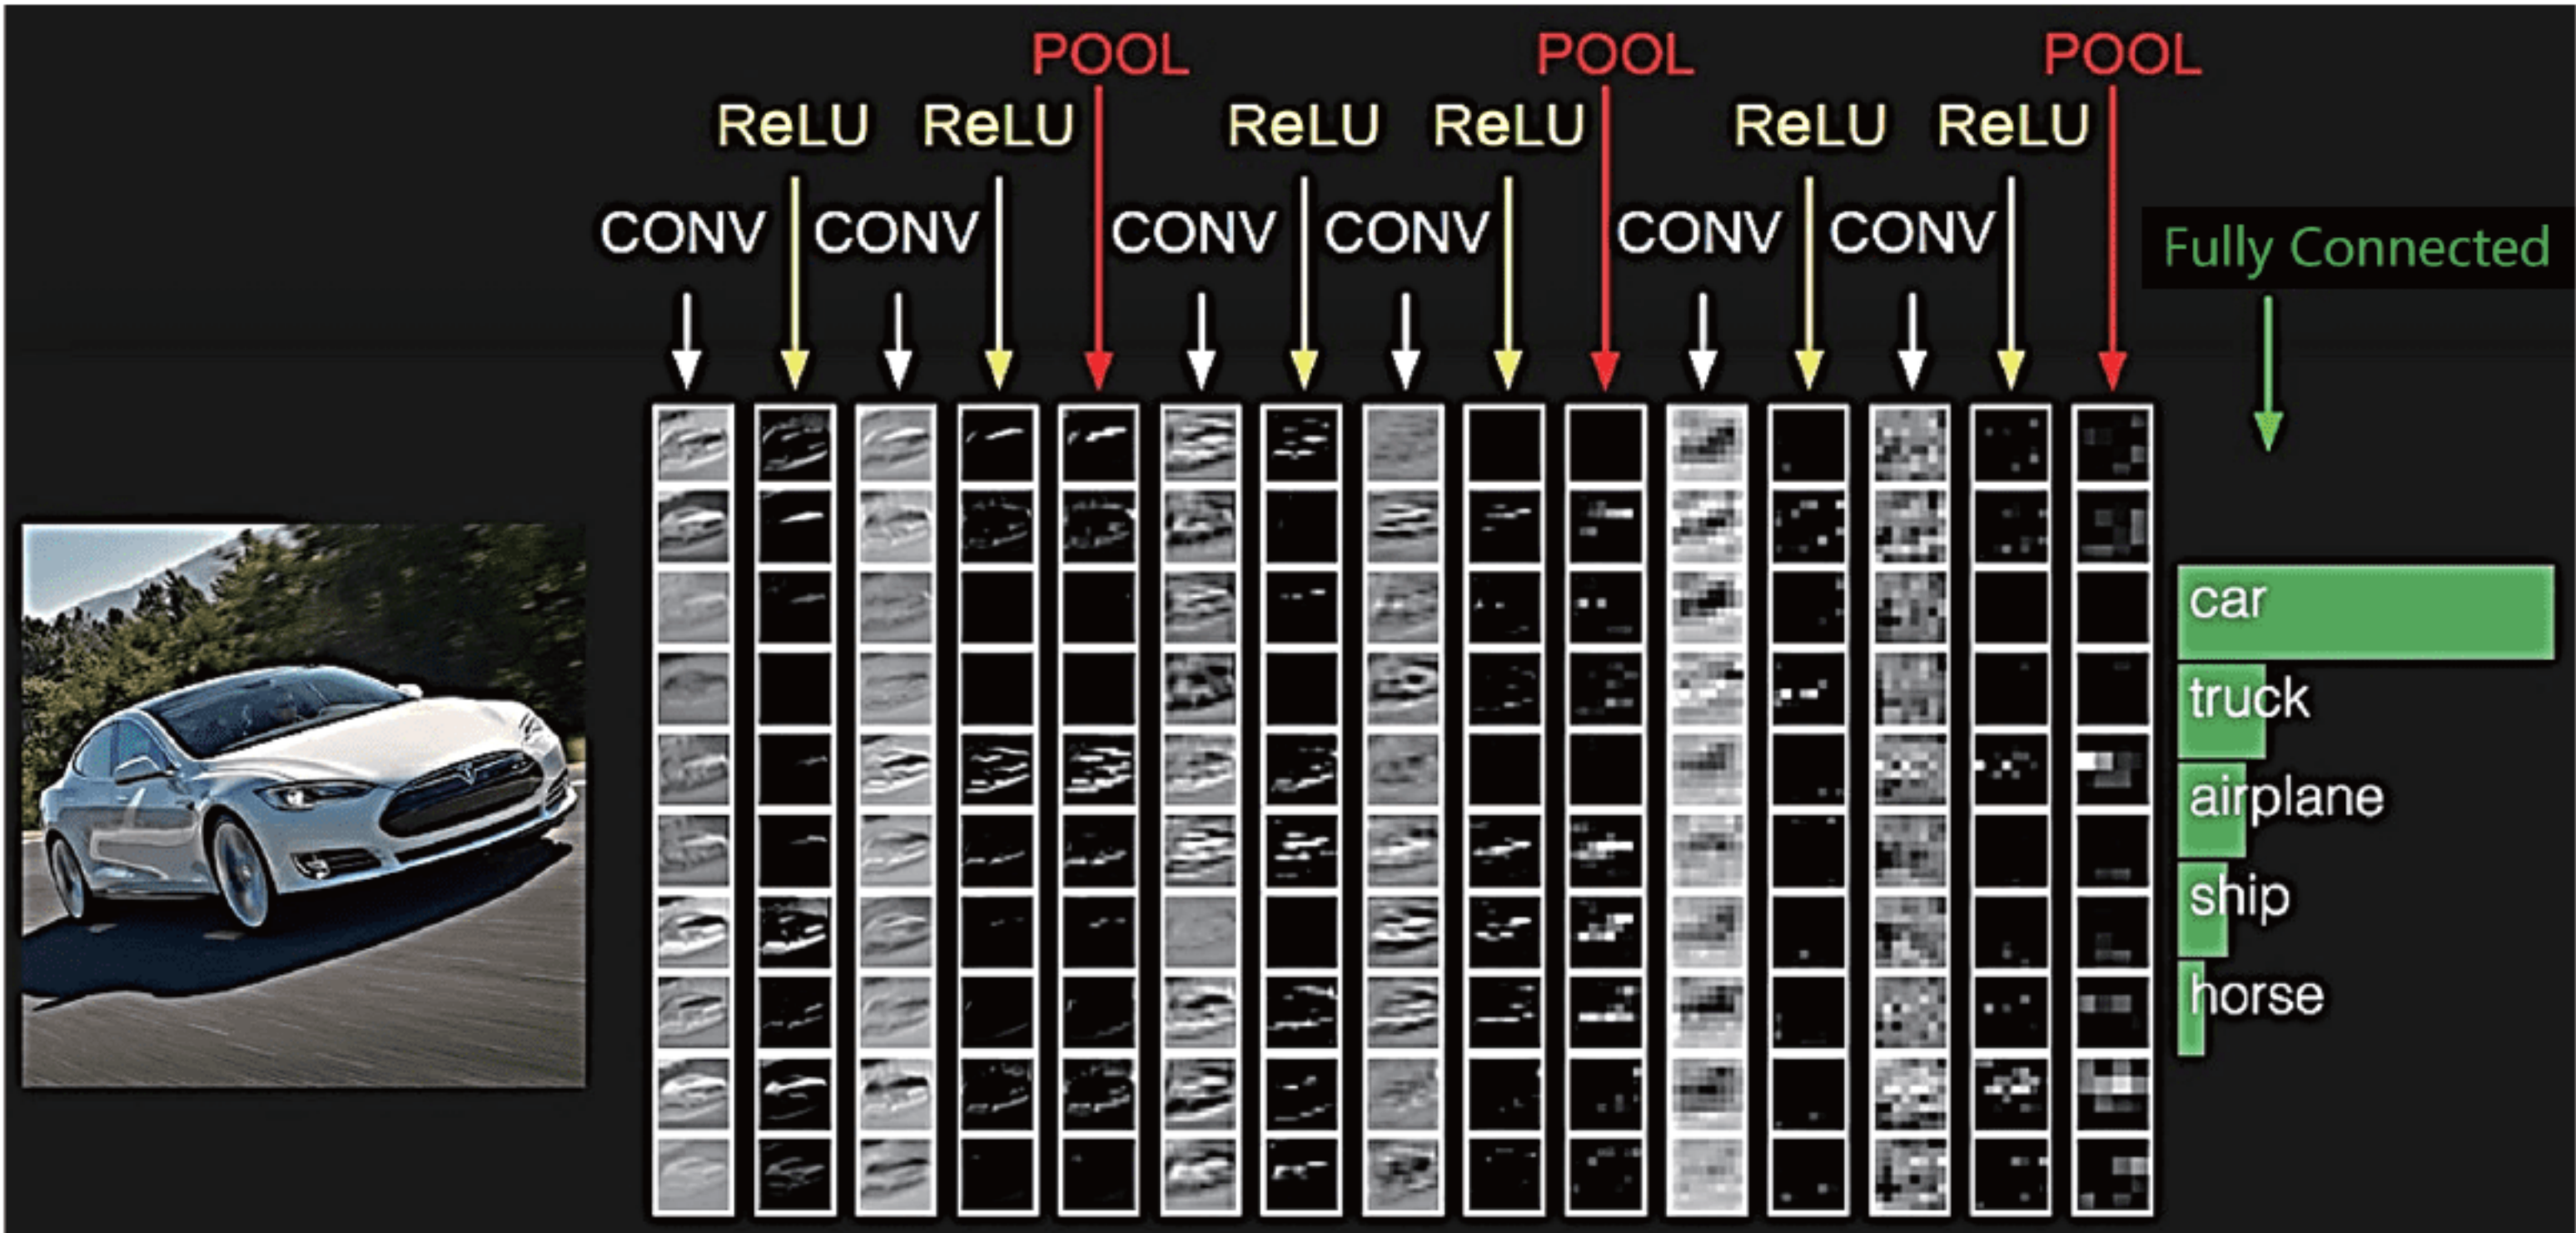 POOL POOL POOL
ReLU ReLU ReLU ReLU ReLU ReLU
CONV CONV CONV CONV CONV CONV
Fully Connected
car
truck
airplane
ship
horse